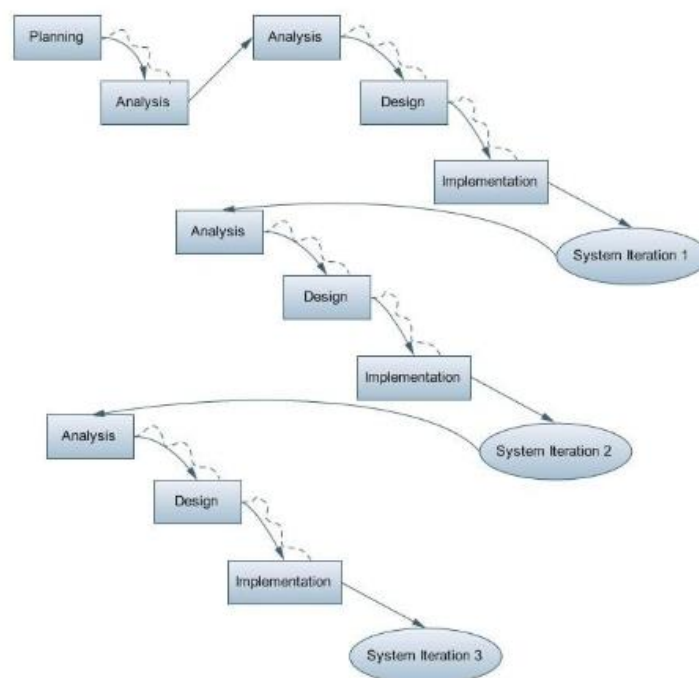 Planning
Analysis
Analysis
Design
Implementation
System Iteration 1
Analysis
Design
Implementation
System Iteration 2
Analysis
Design
Implementation
System Iteration 3